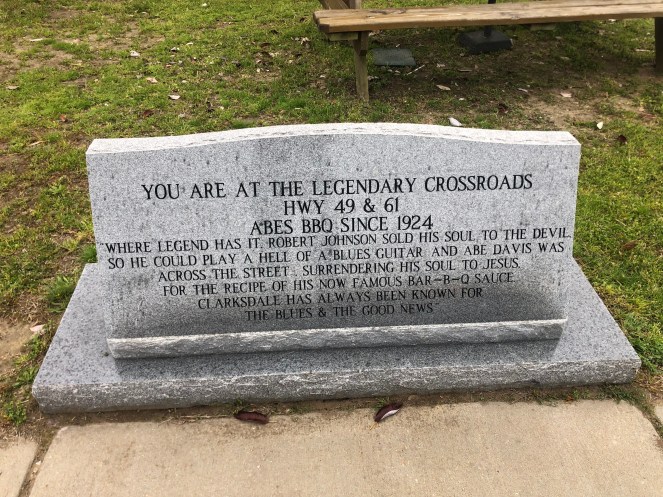 YOU ARE AT THE LEGENDARY CROSSROADS
HWY 49 & 61
ABES BBQ SINCE 1924
"WHERE LEGEND HAS IT, ROBERT JOHNSON SOLD HIS SOUL TO THE DEVIL
SO HE COULD PLAY A HELL OF A BLUES GUITAR AND ABE DAVIS WAS
ACROSS THE STREET, SURRENDERING HIS SOUL TO JESUS,
FOR THE RECIPE OF HIS NOW FAMOUS BAR-B-Q SAUCE.
CLARKSDALE HAS ALWAYS BEEN KNOWN FOR
THE BLUES & THE GOOD NEWS"